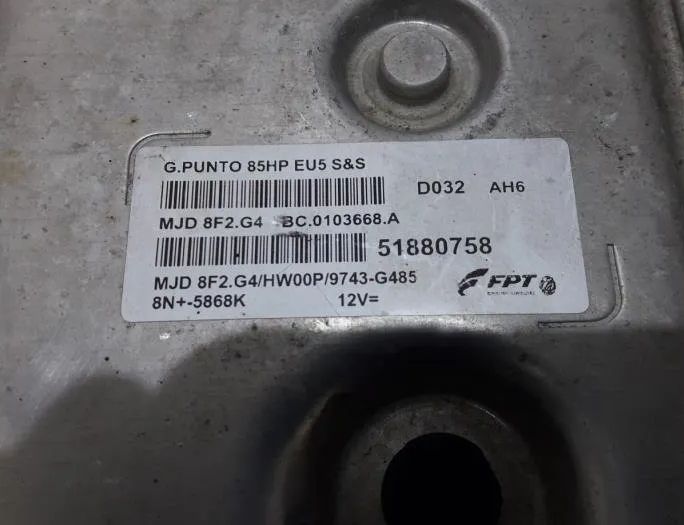 G.PUNTO 85HP EU5 S&S
D032 AH6
MJD 8F2.G4 BC.0103668.A
51880758
MJD 8F2.G4/HW00P/9743-G485
FPT
8N+-5868K 12V=